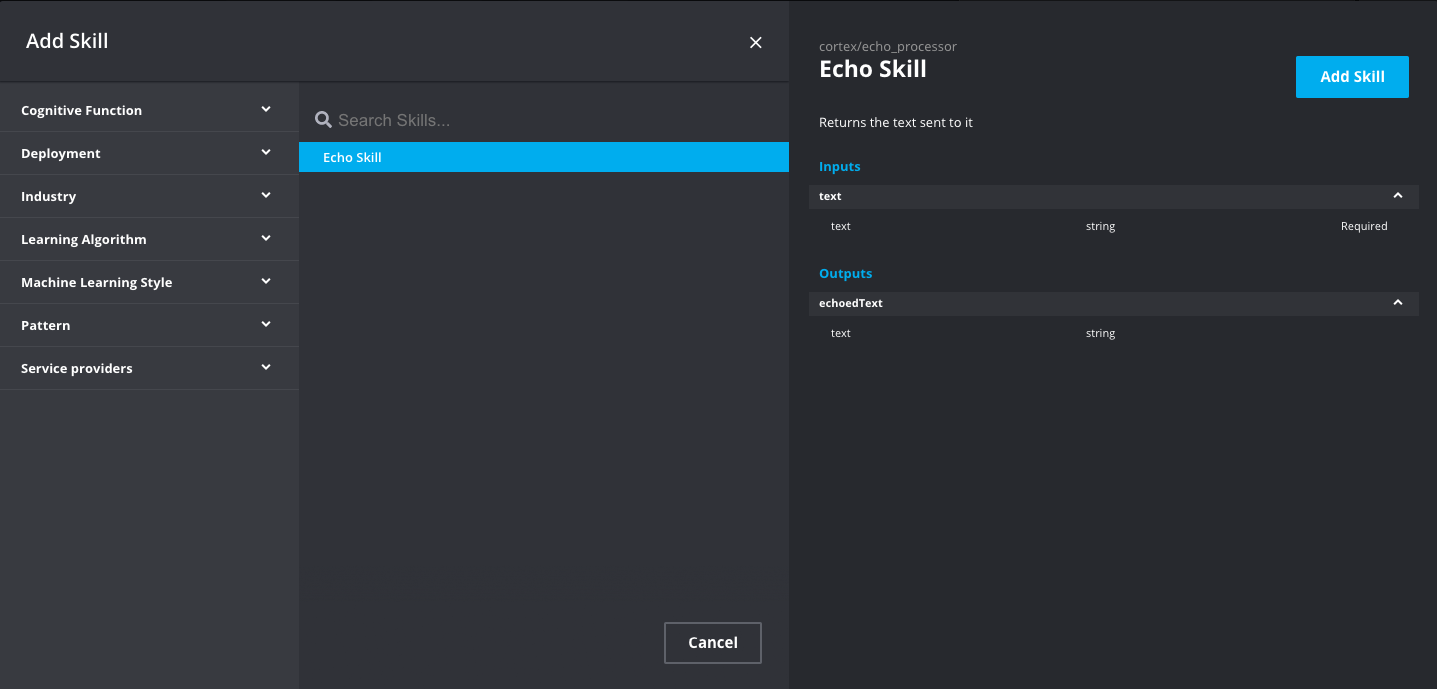 Add Skill
Cognitive Function
Deployment
Industry
Learning Algorithm
Machine Learning Style
Pattern
Service providers
Search Skills...
Echo Skill
Cancel
cortex/echo_processor
Echo Skill
Add Skill
Returns the text sent to it
Inputs
text
text string Required
Outputs
echoedText
text string